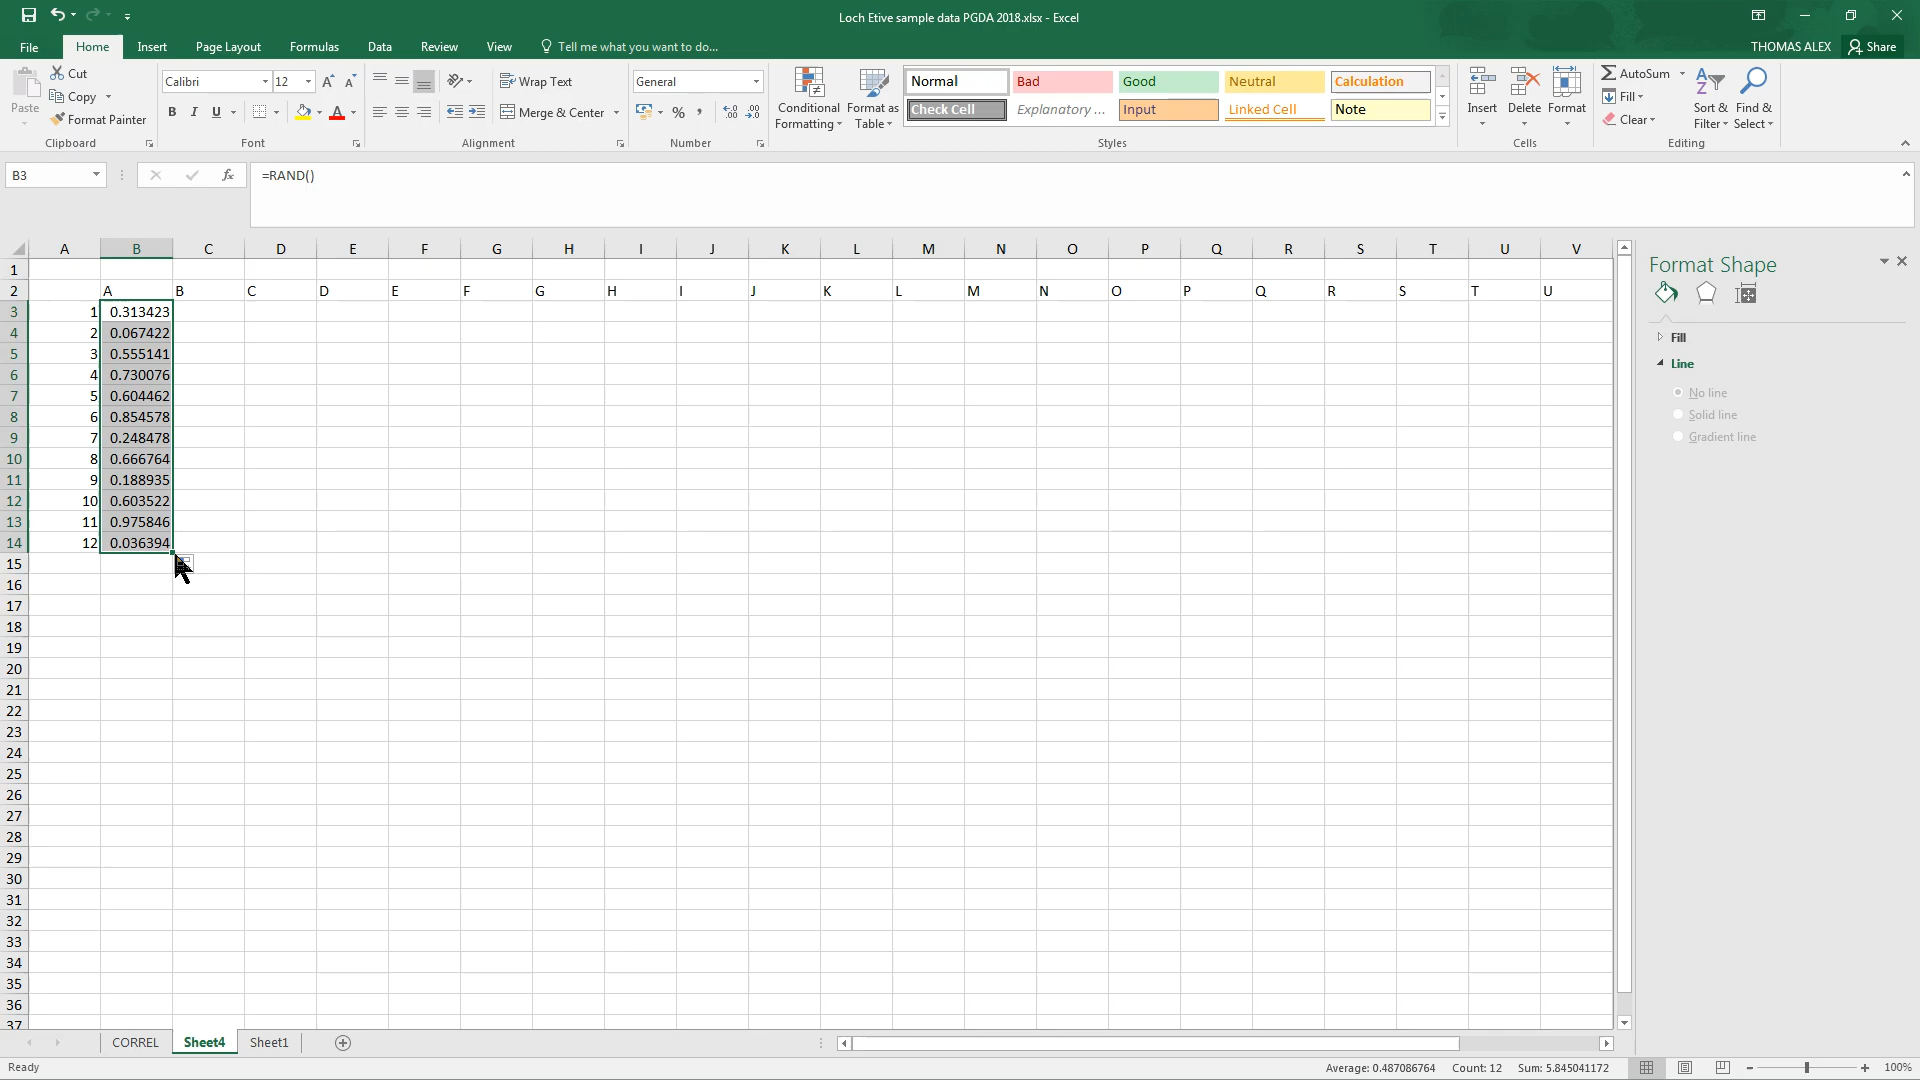 Loch Etive sample data PGDA 2018.xlsx - Excel
File Home Insert Page Layout Formulas Data Review View Tell me what you want to do... THOMAS ALEX Share
Paste
Cut
Copy
Format Painter
Clipboard
Calibri 12
B I U
Font
Wrap Text
Merge & Center
Alignment
General
%
Number
Conditional Formatting
Format as Table
Normal Bad Good Neutral Calculation
Check Cell Explanatory ... Input Linked Cell Note
Styles
Insert Delete Format
Cells
AutoSum
Fill
Clear
Sort & Filter
Find & Select
Editing
B3 fx =RAND()
A B C D E F G H I J K L M N O P Q R S T U V
1
2 A B C D E F G H I J K L M N O P Q R S T U
3 1 0.313423
4 2 0.067422
5 3 0.555141
6 4 0.730076
7 5 0.604462
8 6 0.854578
9 7 0.248478
10 8 0.666764
11 9 0.188935
12 10 0.603522
13 11 0.975846
14 12 0.036394
15
16
17
18
19
20
21
22
23
24
25
26
27
28
29
30
31
32
33
34
35
36
37
Format Shape
Fill
Line
No line
Solid line
Gradient line
CORREL Sheet4 Sheet1
Ready Average: 0.487086764 Count: 12 Sum: 5.845041172 100%